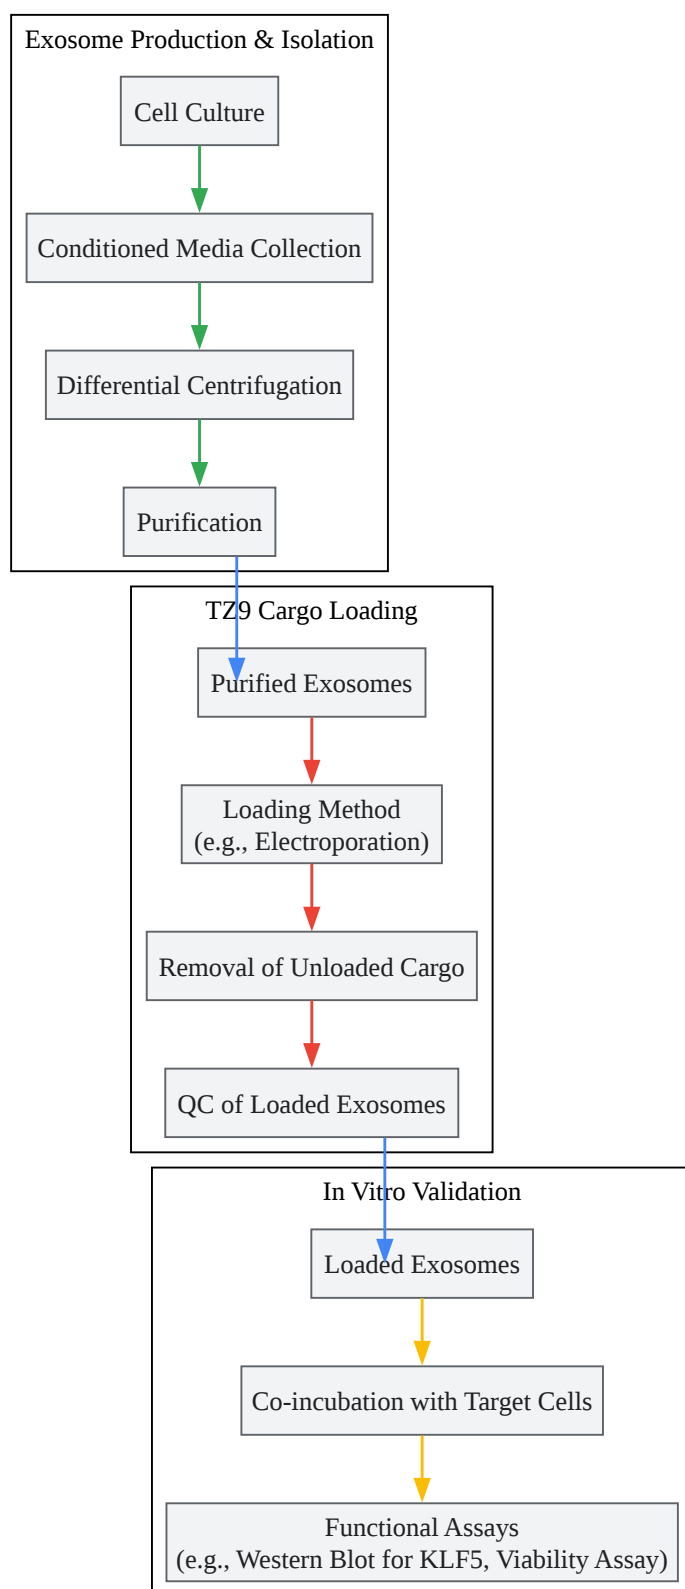 Exosome Production & Isolation
Cell Culture
Conditioned Media Collection
Differential Centrifugation
Purification
TZ9 Cargo Loading
Purified Exosomes
Loading Method
(e.g., Electroporation)
Removal of Unloaded Cargo
QC of Loaded Exosomes
In Vitro Validation
Loaded Exosomes
Co-incubation with Target Cells
Functional Assays
(e.g., Western Blot for KLF5, Viability Assay)